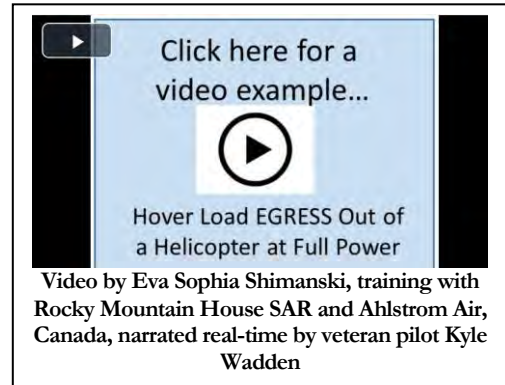 Click here for a
video example...
Hover Load EGRESS Out of
a Helicopter at Full Power
Video by Eva Sophia Shimanski, training with
Rocky Mountain House SAR and Ahlstrom Air,
Canada, narrated real-time by veteran pilot Kyle
Wadden